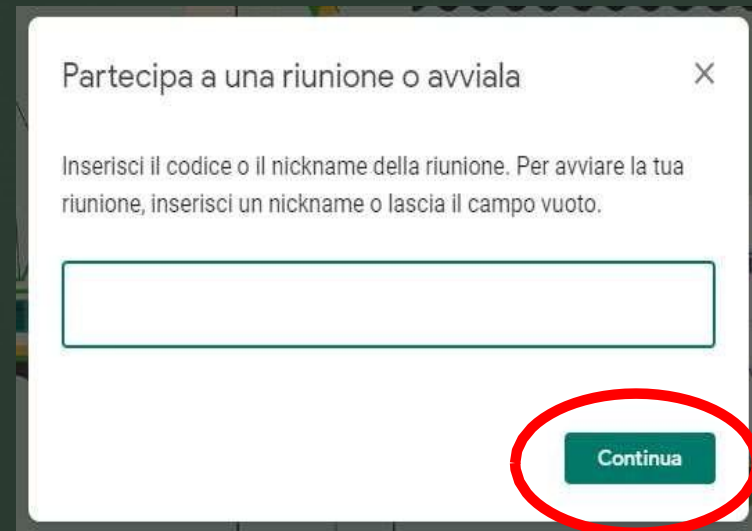 Partecipa a una riunione o avviala
Inserisci il codice o il nickname della riunione. Per avviare la tua
riunione, inserisci un nickname o lascia il campo vuoto.
Continua